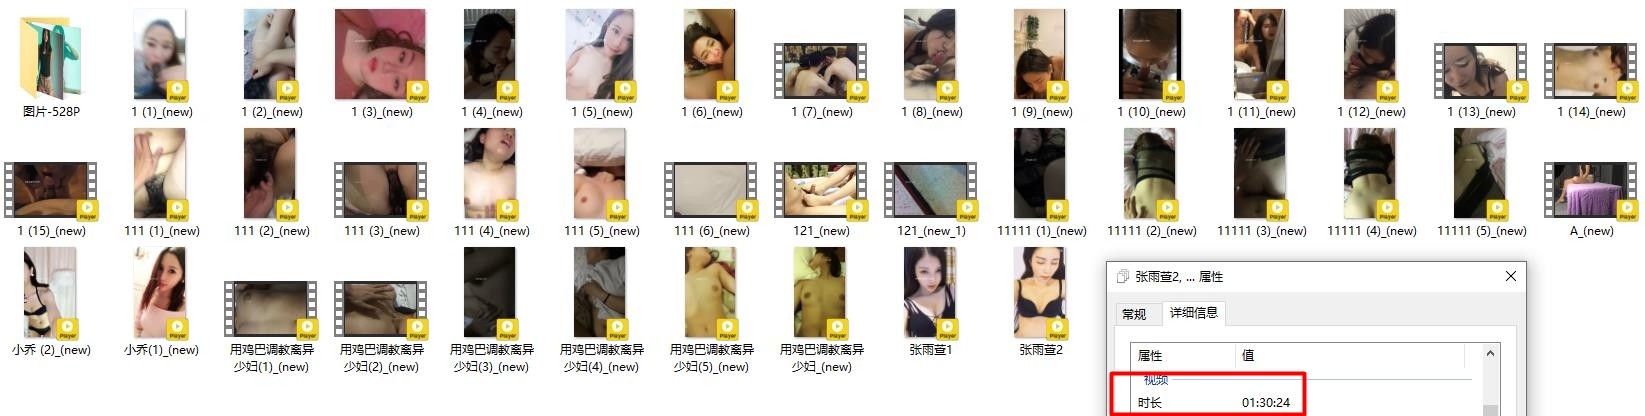 图片-528P
1 (1)_(new)
1 (2)_(new)
1 (3)_(new)
1 (4)_(new)
1 (5)_(new)
1 (6)_(new)
1 (7)_(new)
1 (8)_(new)
1 (9)_(new)
1 (10)_(new)
1 (11)_(new)
1 (12)_(new)
1 (13)_(new)
1 (14)_(new)
1 (15)_(new)
111 (1)_(new)
111 (2)_(new)
111 (3)_(new)
111 (4)_(new)
111 (5)_(new)
111 (6)_(new)
121_(new)
121_(new_1)
11111 (1)_(new)
11111 (2)_(new)
11111 (3)_(new)
11111 (4)_(new)
11111 (5)_(new)
A_(new)
小乔 (2)_(new)
小乔(1)_(new)
用鸡巴调教离异
少妇(1)_(new)
用鸡巴调教离异
少妇(2)_(new)
用鸡巴调教离异
少妇(3)_(new)
用鸡巴调教离异
少妇(4)_(new)
用鸡巴调教离异
少妇(5)_(new)
用鸡巴调教离异
少妇_(new)
张雨萱1
张雨萱2
张雨萱2, ... 属性
常规
详细信息
属性
值
视频
时长
01:30:24